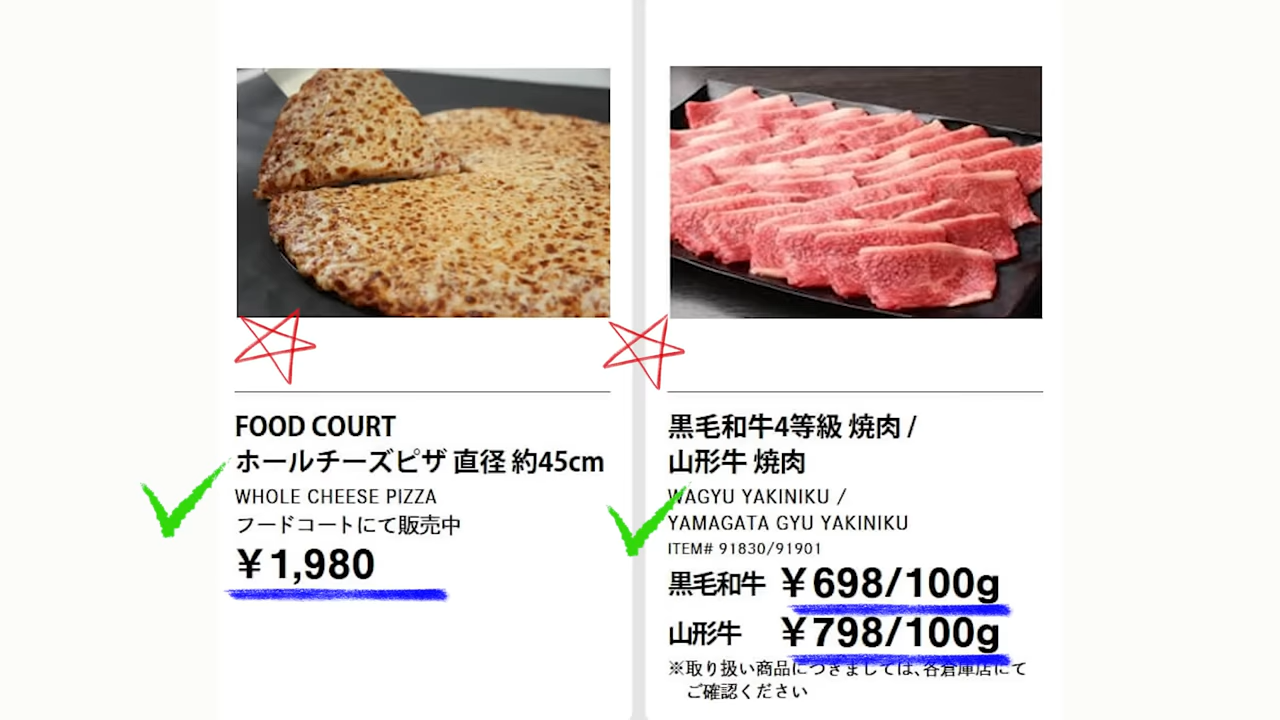 FOOD COURT
ホールチーズピザ 直径 約45cm
WHOLE CHEESE PIZZA
フードコートにて販売中
¥1,980
黒毛和牛4等級 焼肉 /
山形牛 焼肉
WAGYU YAKINIKU /
YAMAGATA GYU YAKINIKU
ITEM# 91830/91901
黒毛和牛 ¥698/100g
山形牛 ¥798/100g
※取り扱い商品につきましては、各倉庫店にて
ご確認ください